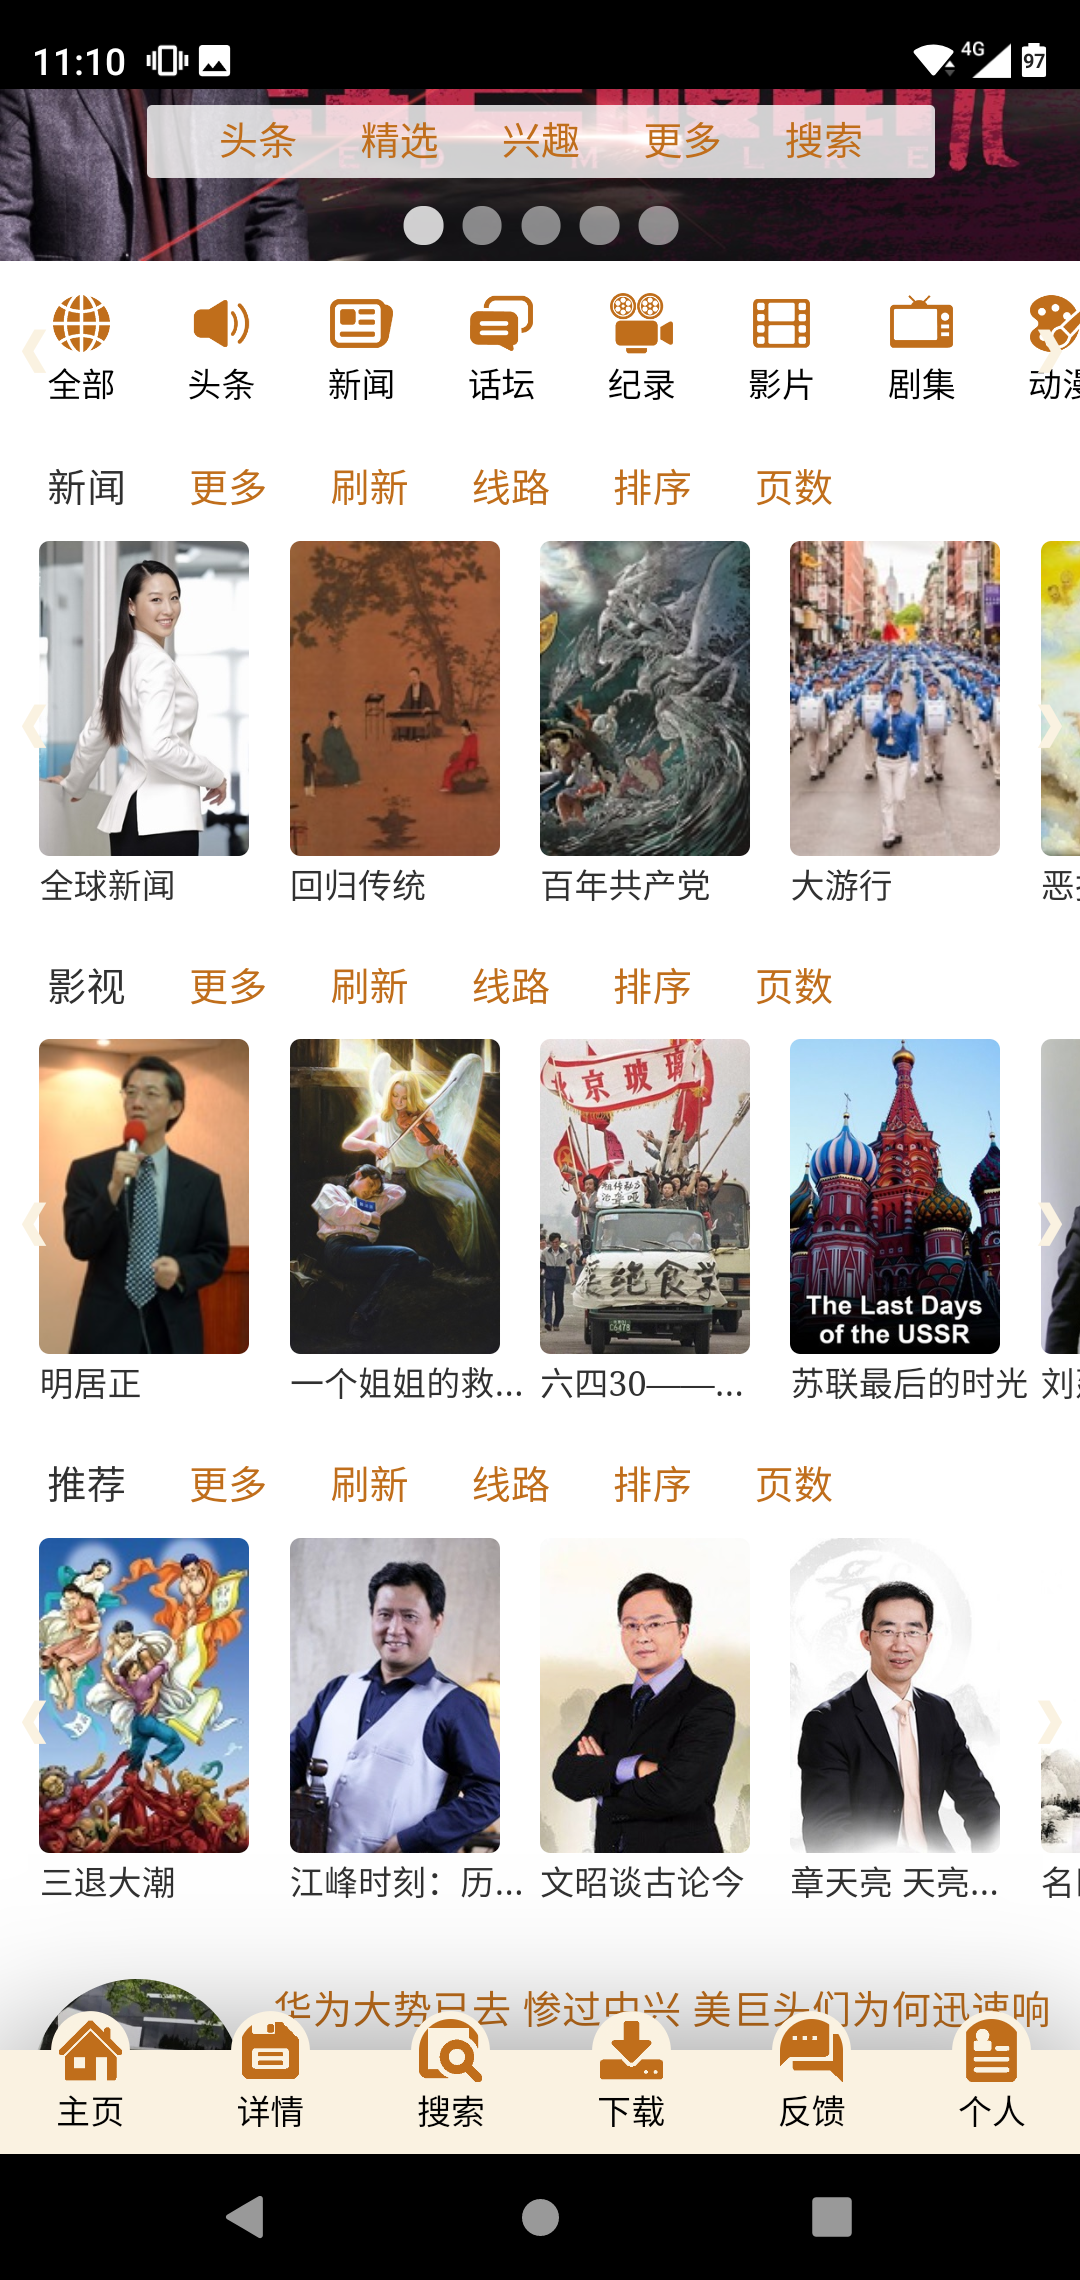 11:10
4G
97
头条 精选 兴趣 更多 搜索
全部 头条 新闻 话坛 纪录 影片 剧集 动漫
新闻 更多 刷新 线路 排序 页数
全球新闻 回归传统 百年共产党 大游行
影视 更多 刷新 线路 排序 页数
北京玻璃
绝食
The Last Days
of the USSR
明居正 一个姐姐的救... 六四30——... 苏联最后的时光 刘
推荐 更多 刷新 线路 排序 页数
三退大潮 江峰时刻：历... 文昭谈古论今 章天亮 天亮... 名
华为大势已去 惨过中兴 美巨头们为何迅速响
主页 详情 搜索 下载 反馈 个人